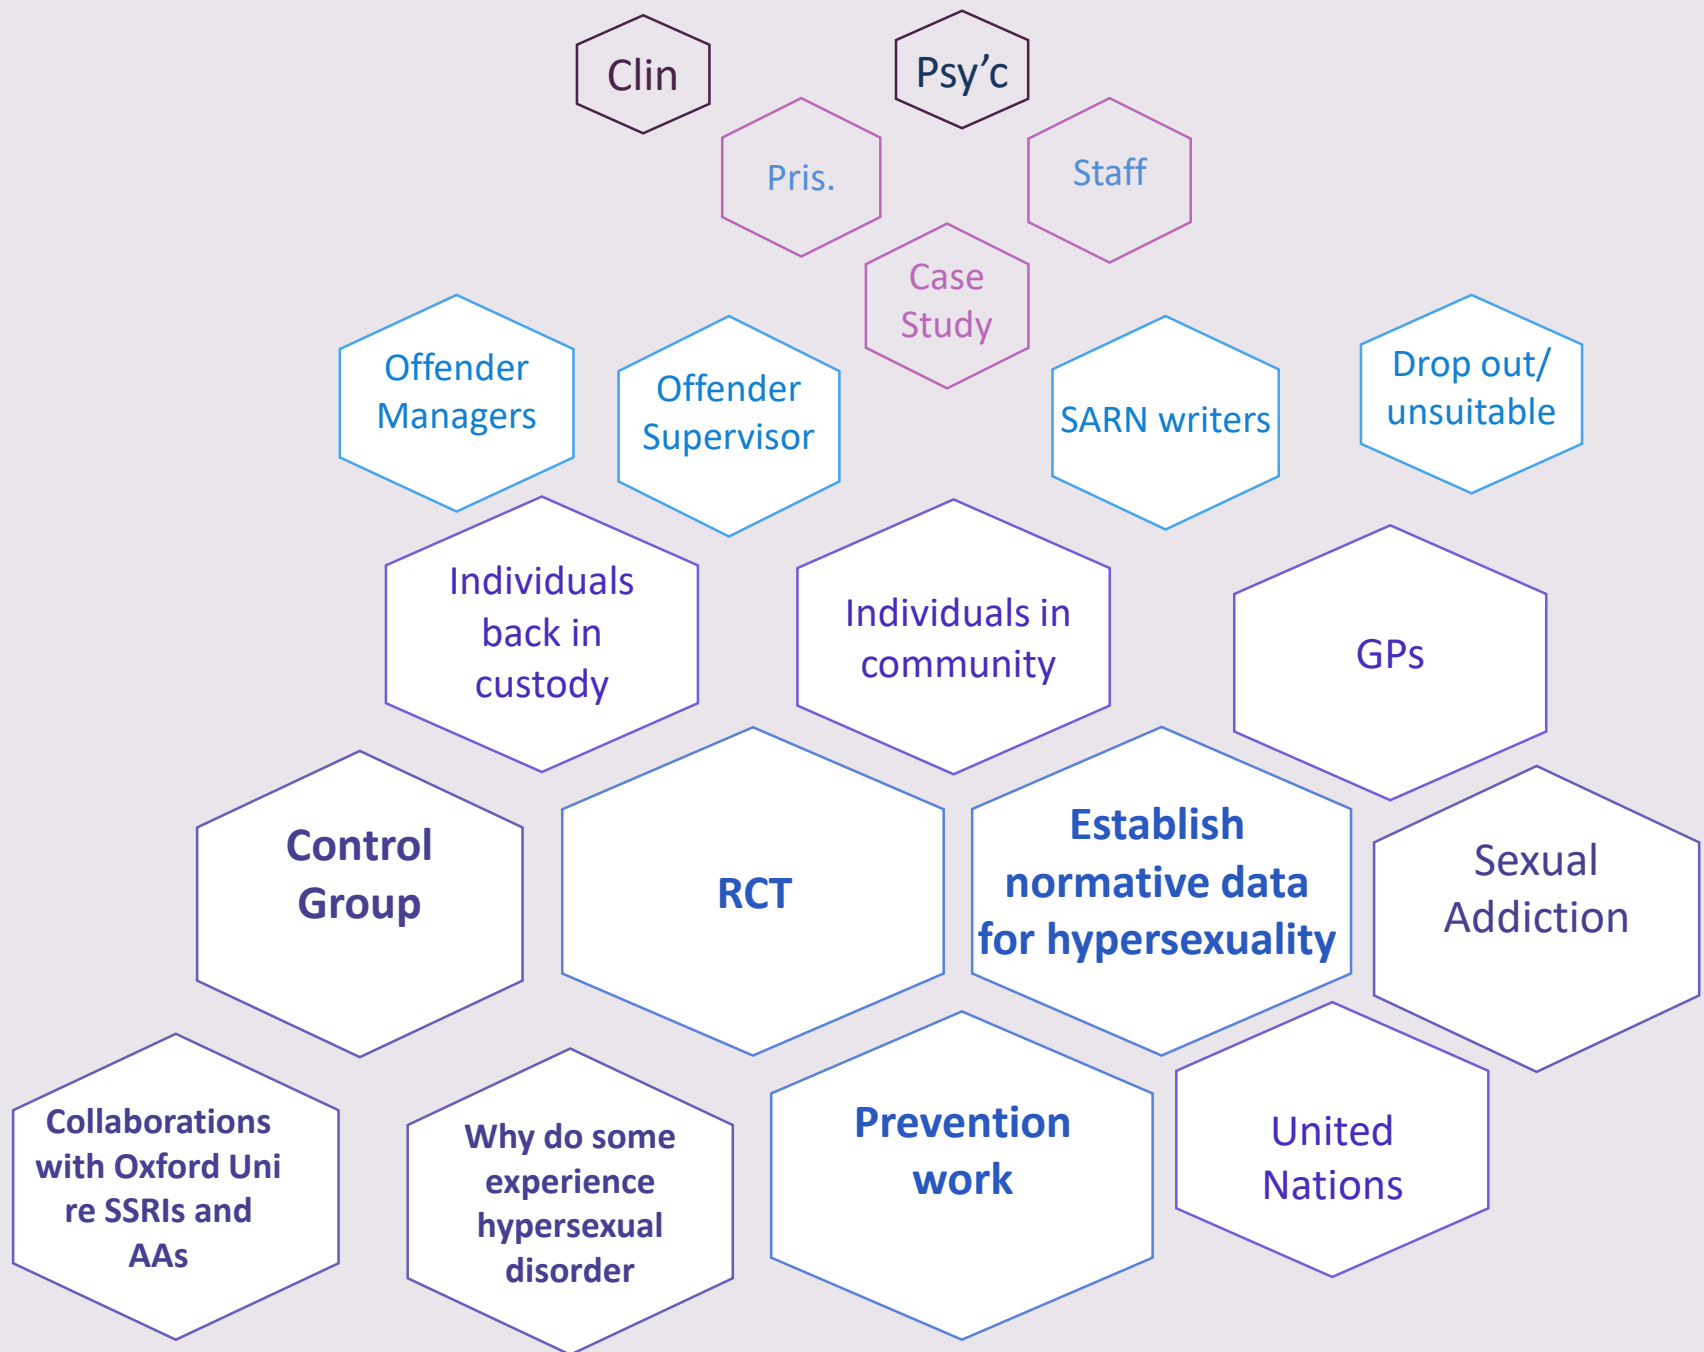 Clin
Psy’c
Pris.
Staff
Case
Study
Offender
Managers
Offender
Supervisor
SARN writers
Drop out/
unsuitable
Individuals
back in
custody
Individuals in
community
GPs
Control
Group
RCT
Establish
normative data
for hypersexuality
Sexual
Addiction
Collaborations
with Oxford Uni
re SSRIs and
AAs
Why do some
experience
hypersexual
disorder
Prevention
work
United
Nations